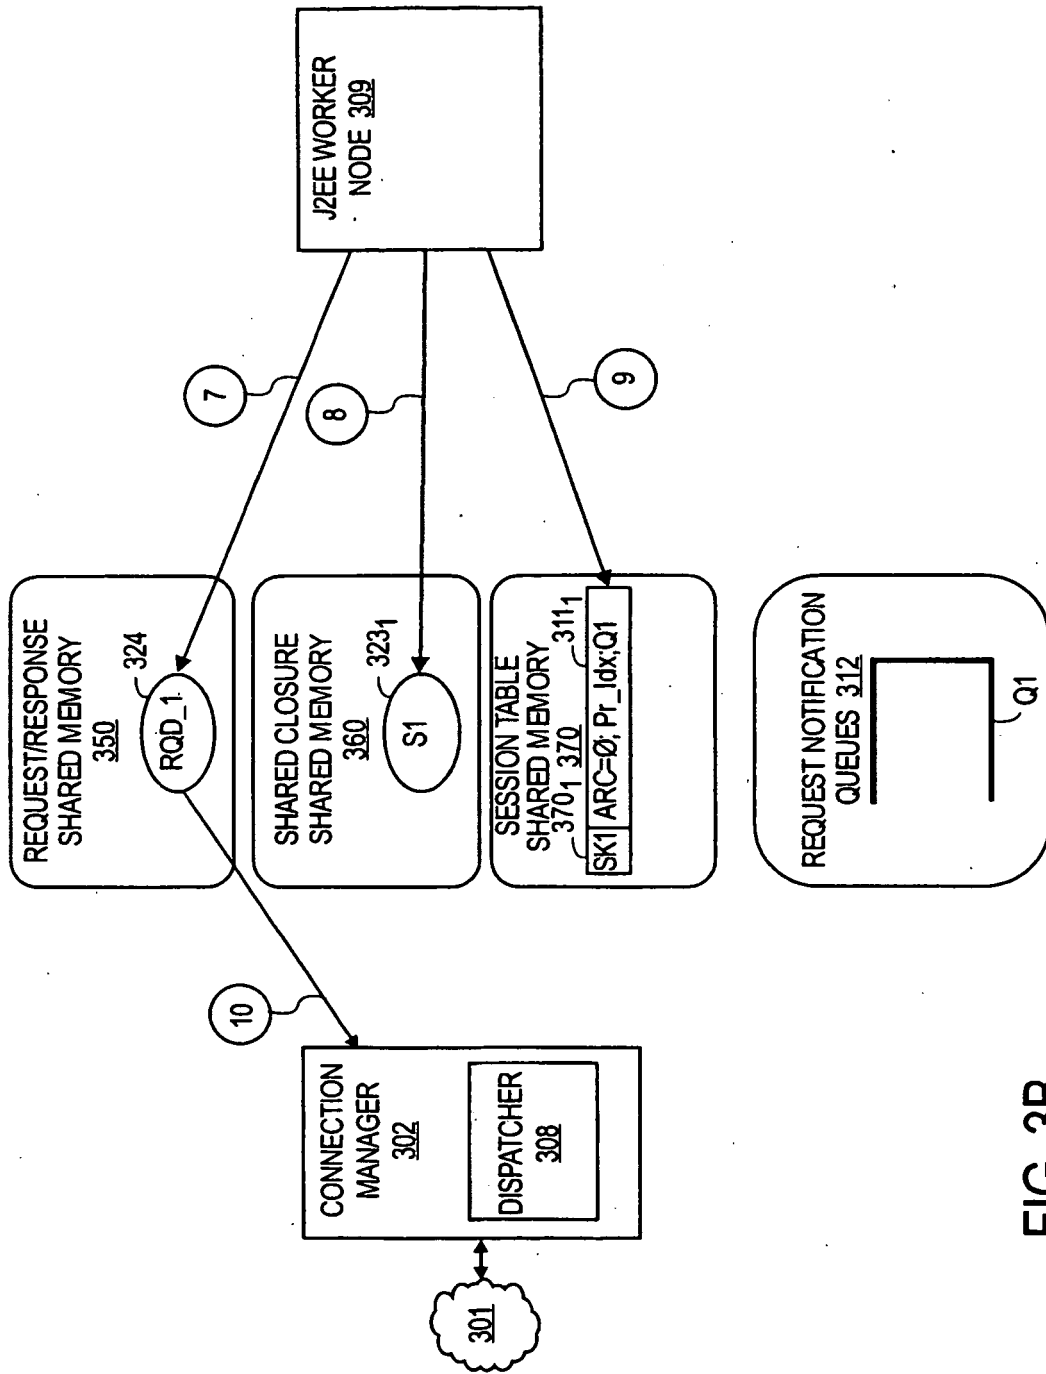 REQUEST/RESPONSE
SHARED MEMORY
350
324
RQD_1
SHARED CLOSURE
SHARED MEMORY
360
323₁
S1
SESSION TABLE
SHARED MEMORY
370₁ 370 311₁
SK1 ARC=Ø; Pr_Idx;Q1
REQUEST NOTIFICATION
QUEUES 312
Q1
J2EE WORKER
NODE 309
7
8
9
10
CONNECTION
MANAGER
302
DISPATCHER
308
301